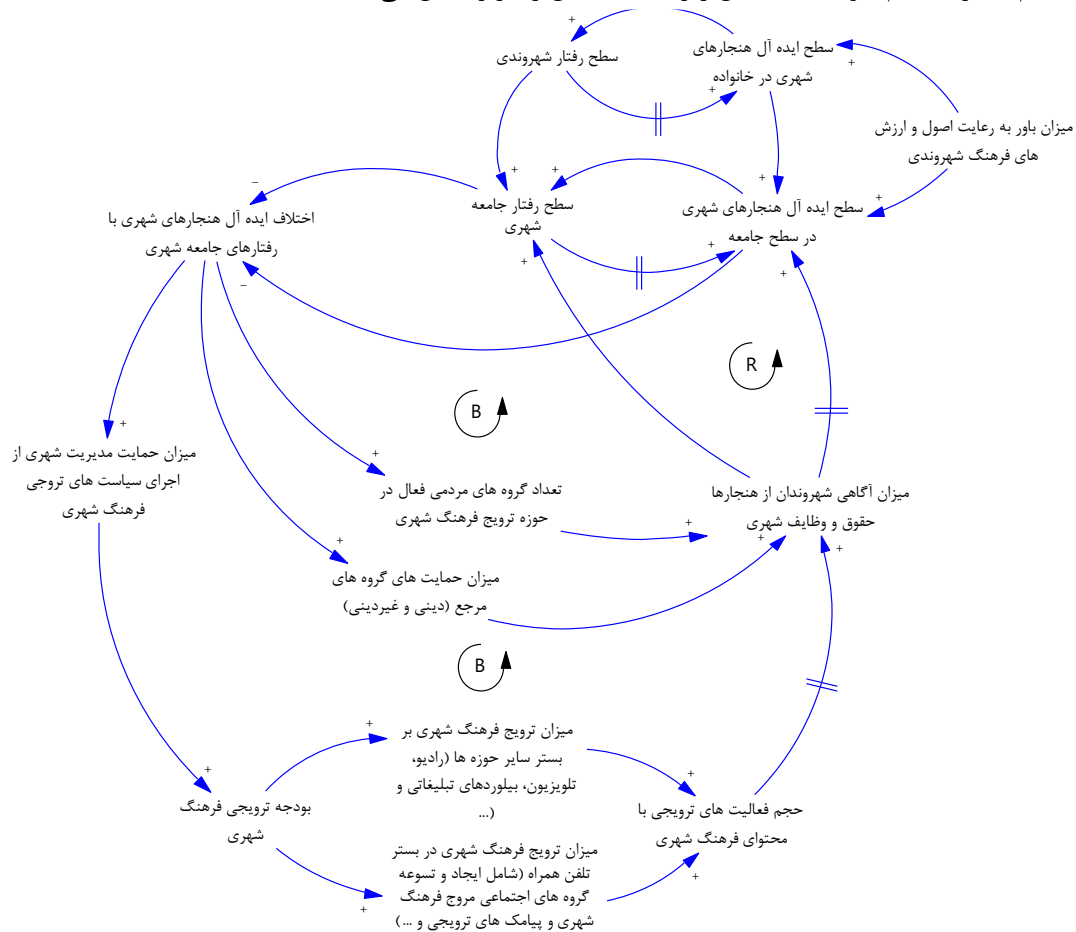 سطح رفتار شهروندی
سطح ایده آل هنجارهای
شهری در خانواده
میزان باور به رعایت اصول و ارزش
های فرهنگ شهروندی
سطح رفتار جامعه
شهری
سطح ایده آل هنجارهای شهری
در سطح جامعه
اختلاف ایده آل هنجارهای شهری با
رفتارهای جامعه شهری
R
B
میزان حمایت مدیریت شهری از
اجرای سیاست های تروجی
فرهنگ شهری
تعداد گروه های مردمی فعال در
حوزه ترویج فرهنگ شهری
میزان آگاهی شهروندان از هنجارها
حقوق و وظایف شهری
میزان حمایت های گروه های
مرجع (دینی و غیردینی)
B
میزان ترویج فرهنگ شهری بر
بستر سایر حوزه ها (رادیو،
تلویزیون، بیلوردهای تبلیغاتی و
...)
بودجه ترویجی فرهنگ
شهری
حجم فعالیت های ترویجی با
محتوای فرهنگ شهری
میزان ترویج فرهنگ شهری در بستر
تلفن همراه (شامل ایجاد و تسوعه
گروه های اجتماعی مروج فرهنگ
شهری و پیامک های ترویجی و ...)